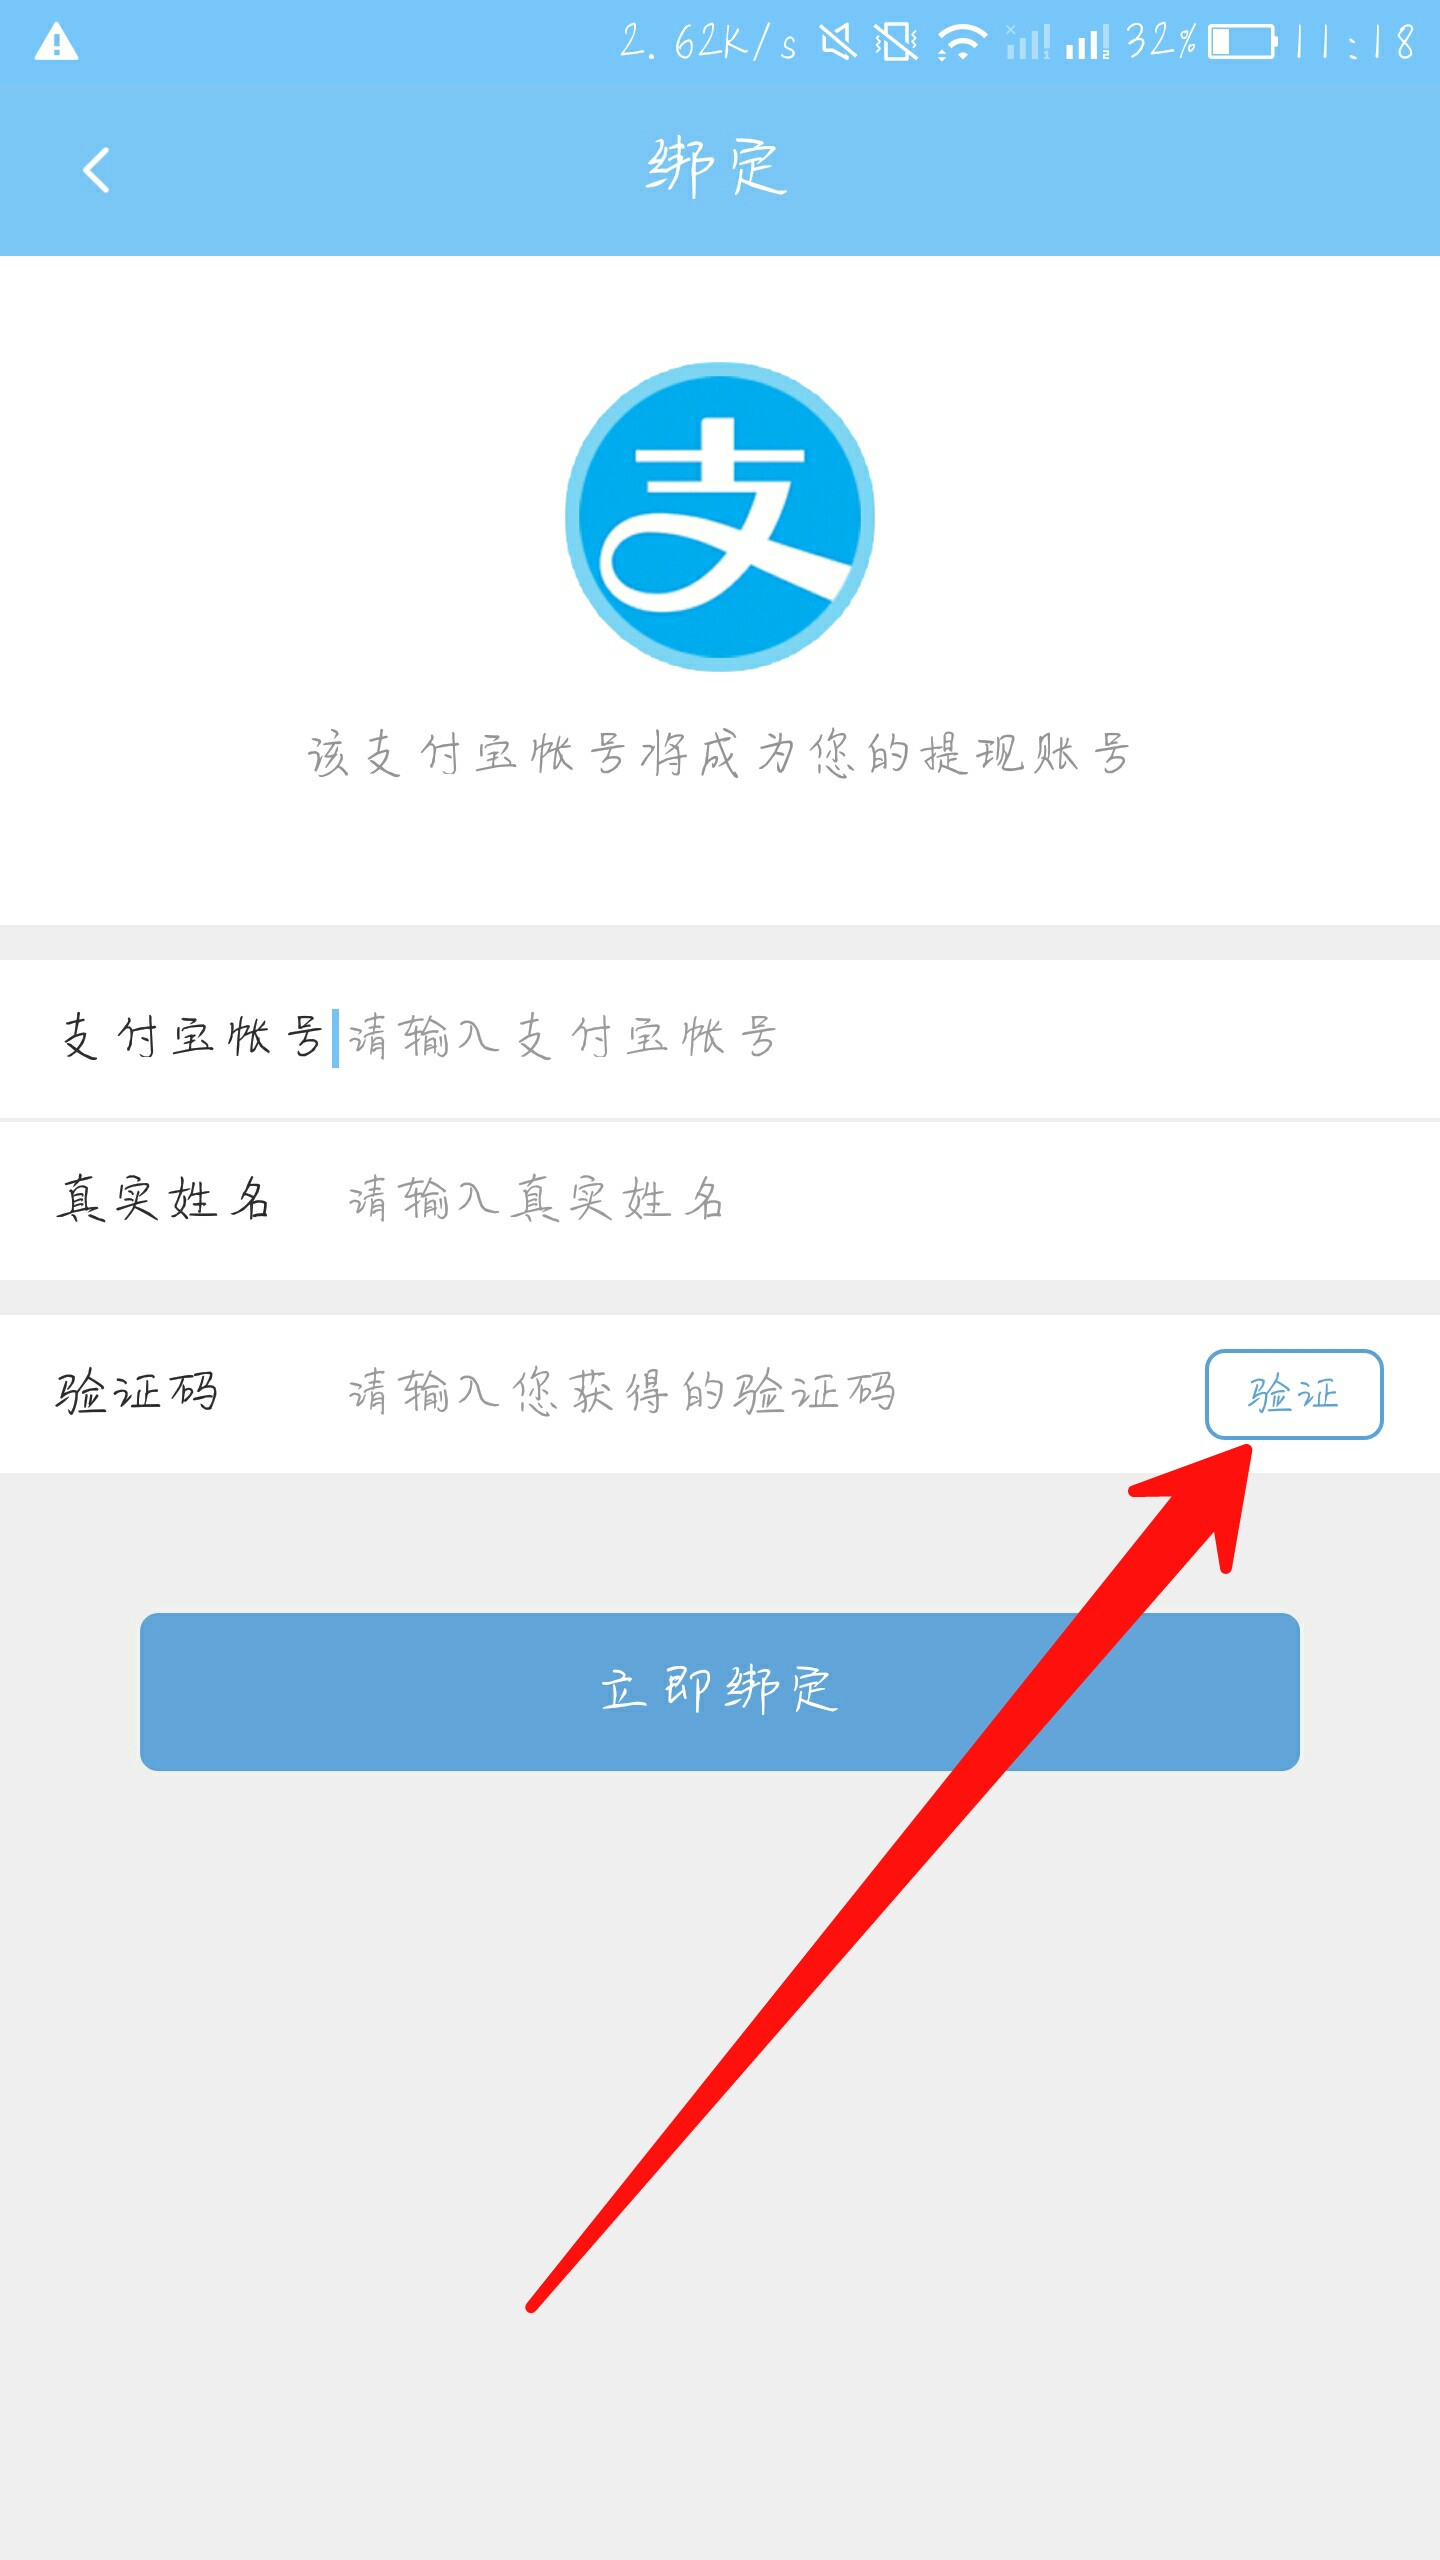 2.62K/s 32% 11:18
绑定
支
该支付宝帐号将成为您的提现账号
支付宝帐号 请输入支付宝帐号
真实姓名 请输入真实姓名
验证码 请输入您获得的验证码 验证
立即绑定